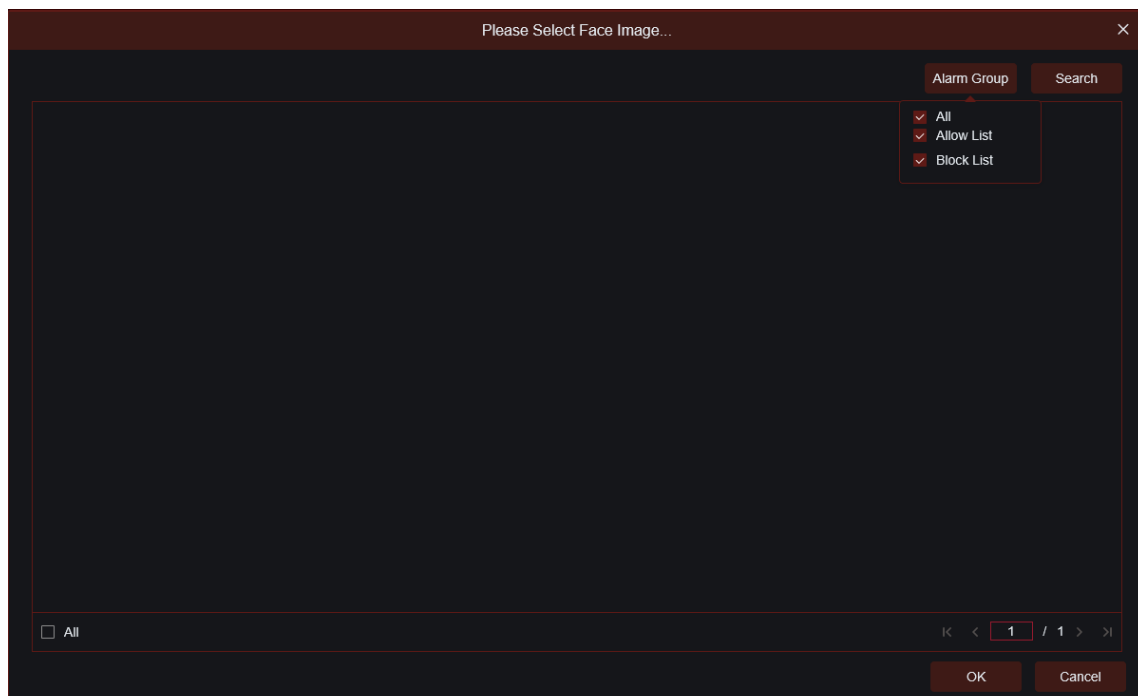 Please Select Face Image...
Alarm Group Search
All
Allow List
Block List
All
1 / 1
OK Cancel